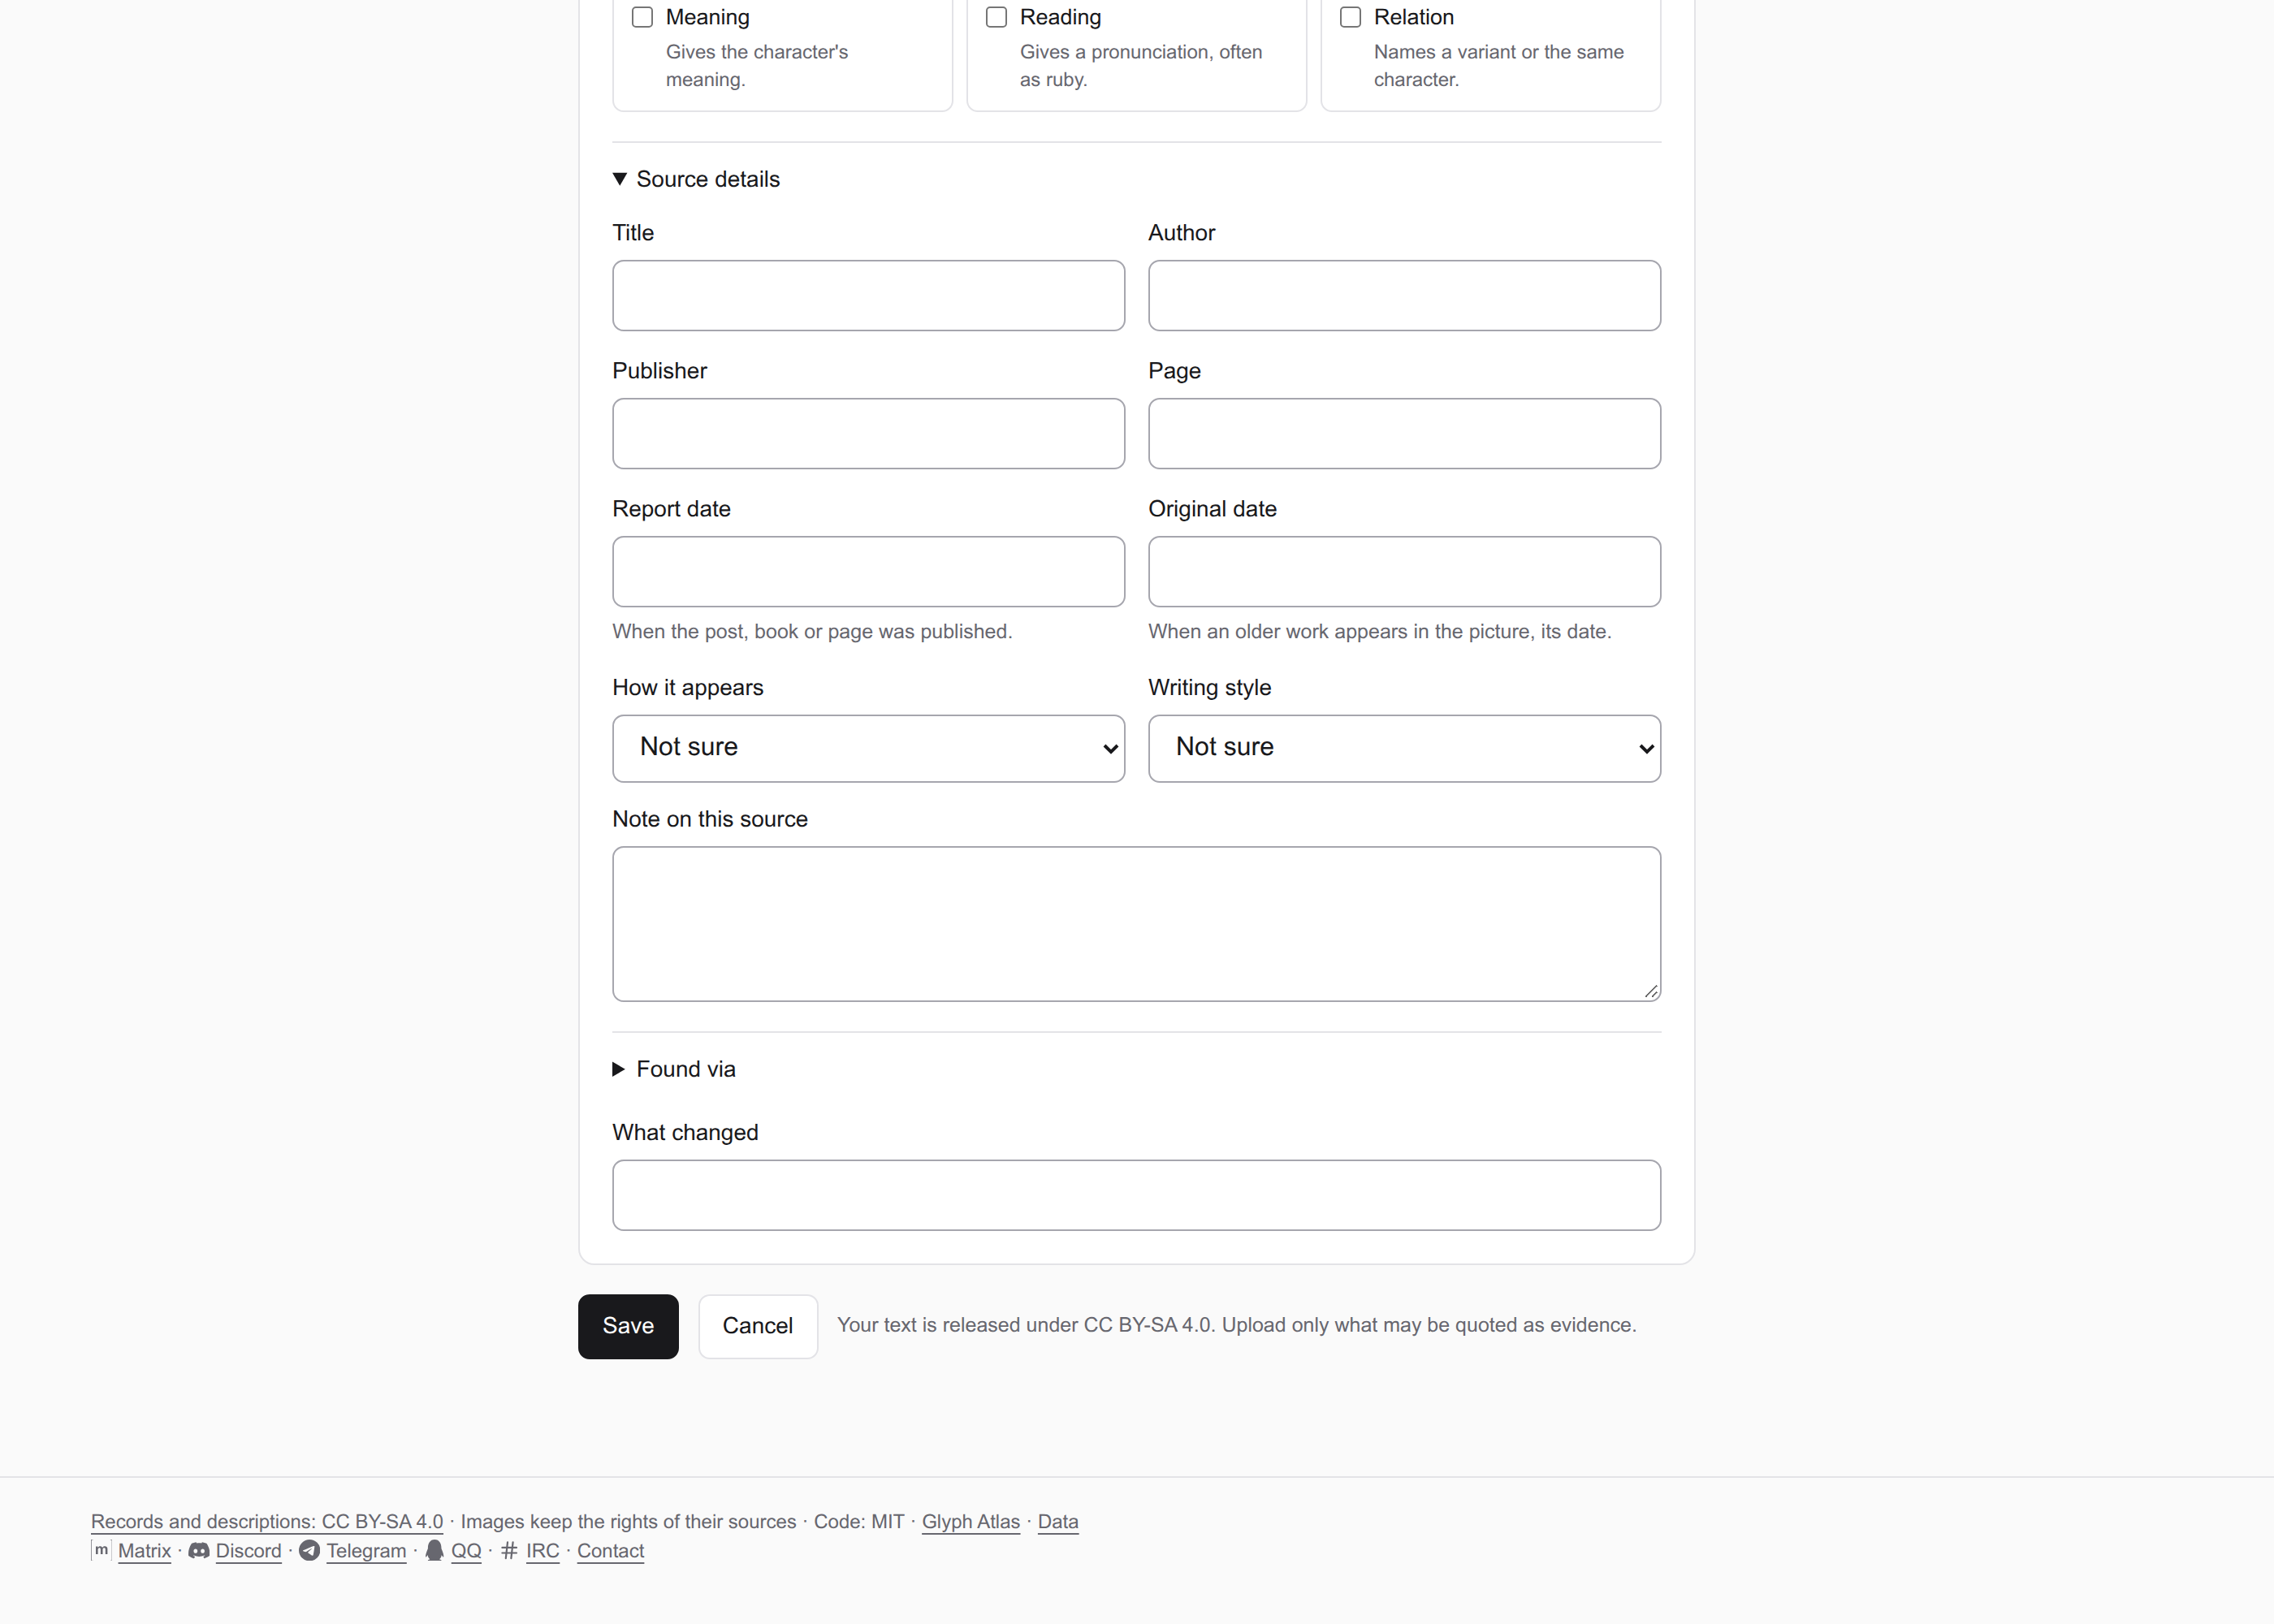 Meaning
Gives the character's
meaning.
Reading
Gives a pronunciation, often
as ruby.
Relation
Names a variant or the same
character.
Source details
Title
Author
Publisher
Page
Report date
Original date
When the post, book or page was published.
When an older work appears in the picture, its date.
How it appears
Writing style
Not sure
Not sure
Note on this source
Found via
What changed
Save
Cancel
Your text is released under CC BY-SA 4.0. Upload only what may be quoted as evidence.
Records and descriptions: CC BY-SA 4.0 · Images keep the rights of their sources · Code: MIT · Glyph Atlas · Data
[m] Matrix · Discord · Telegram · QQ · # IRC · Contact